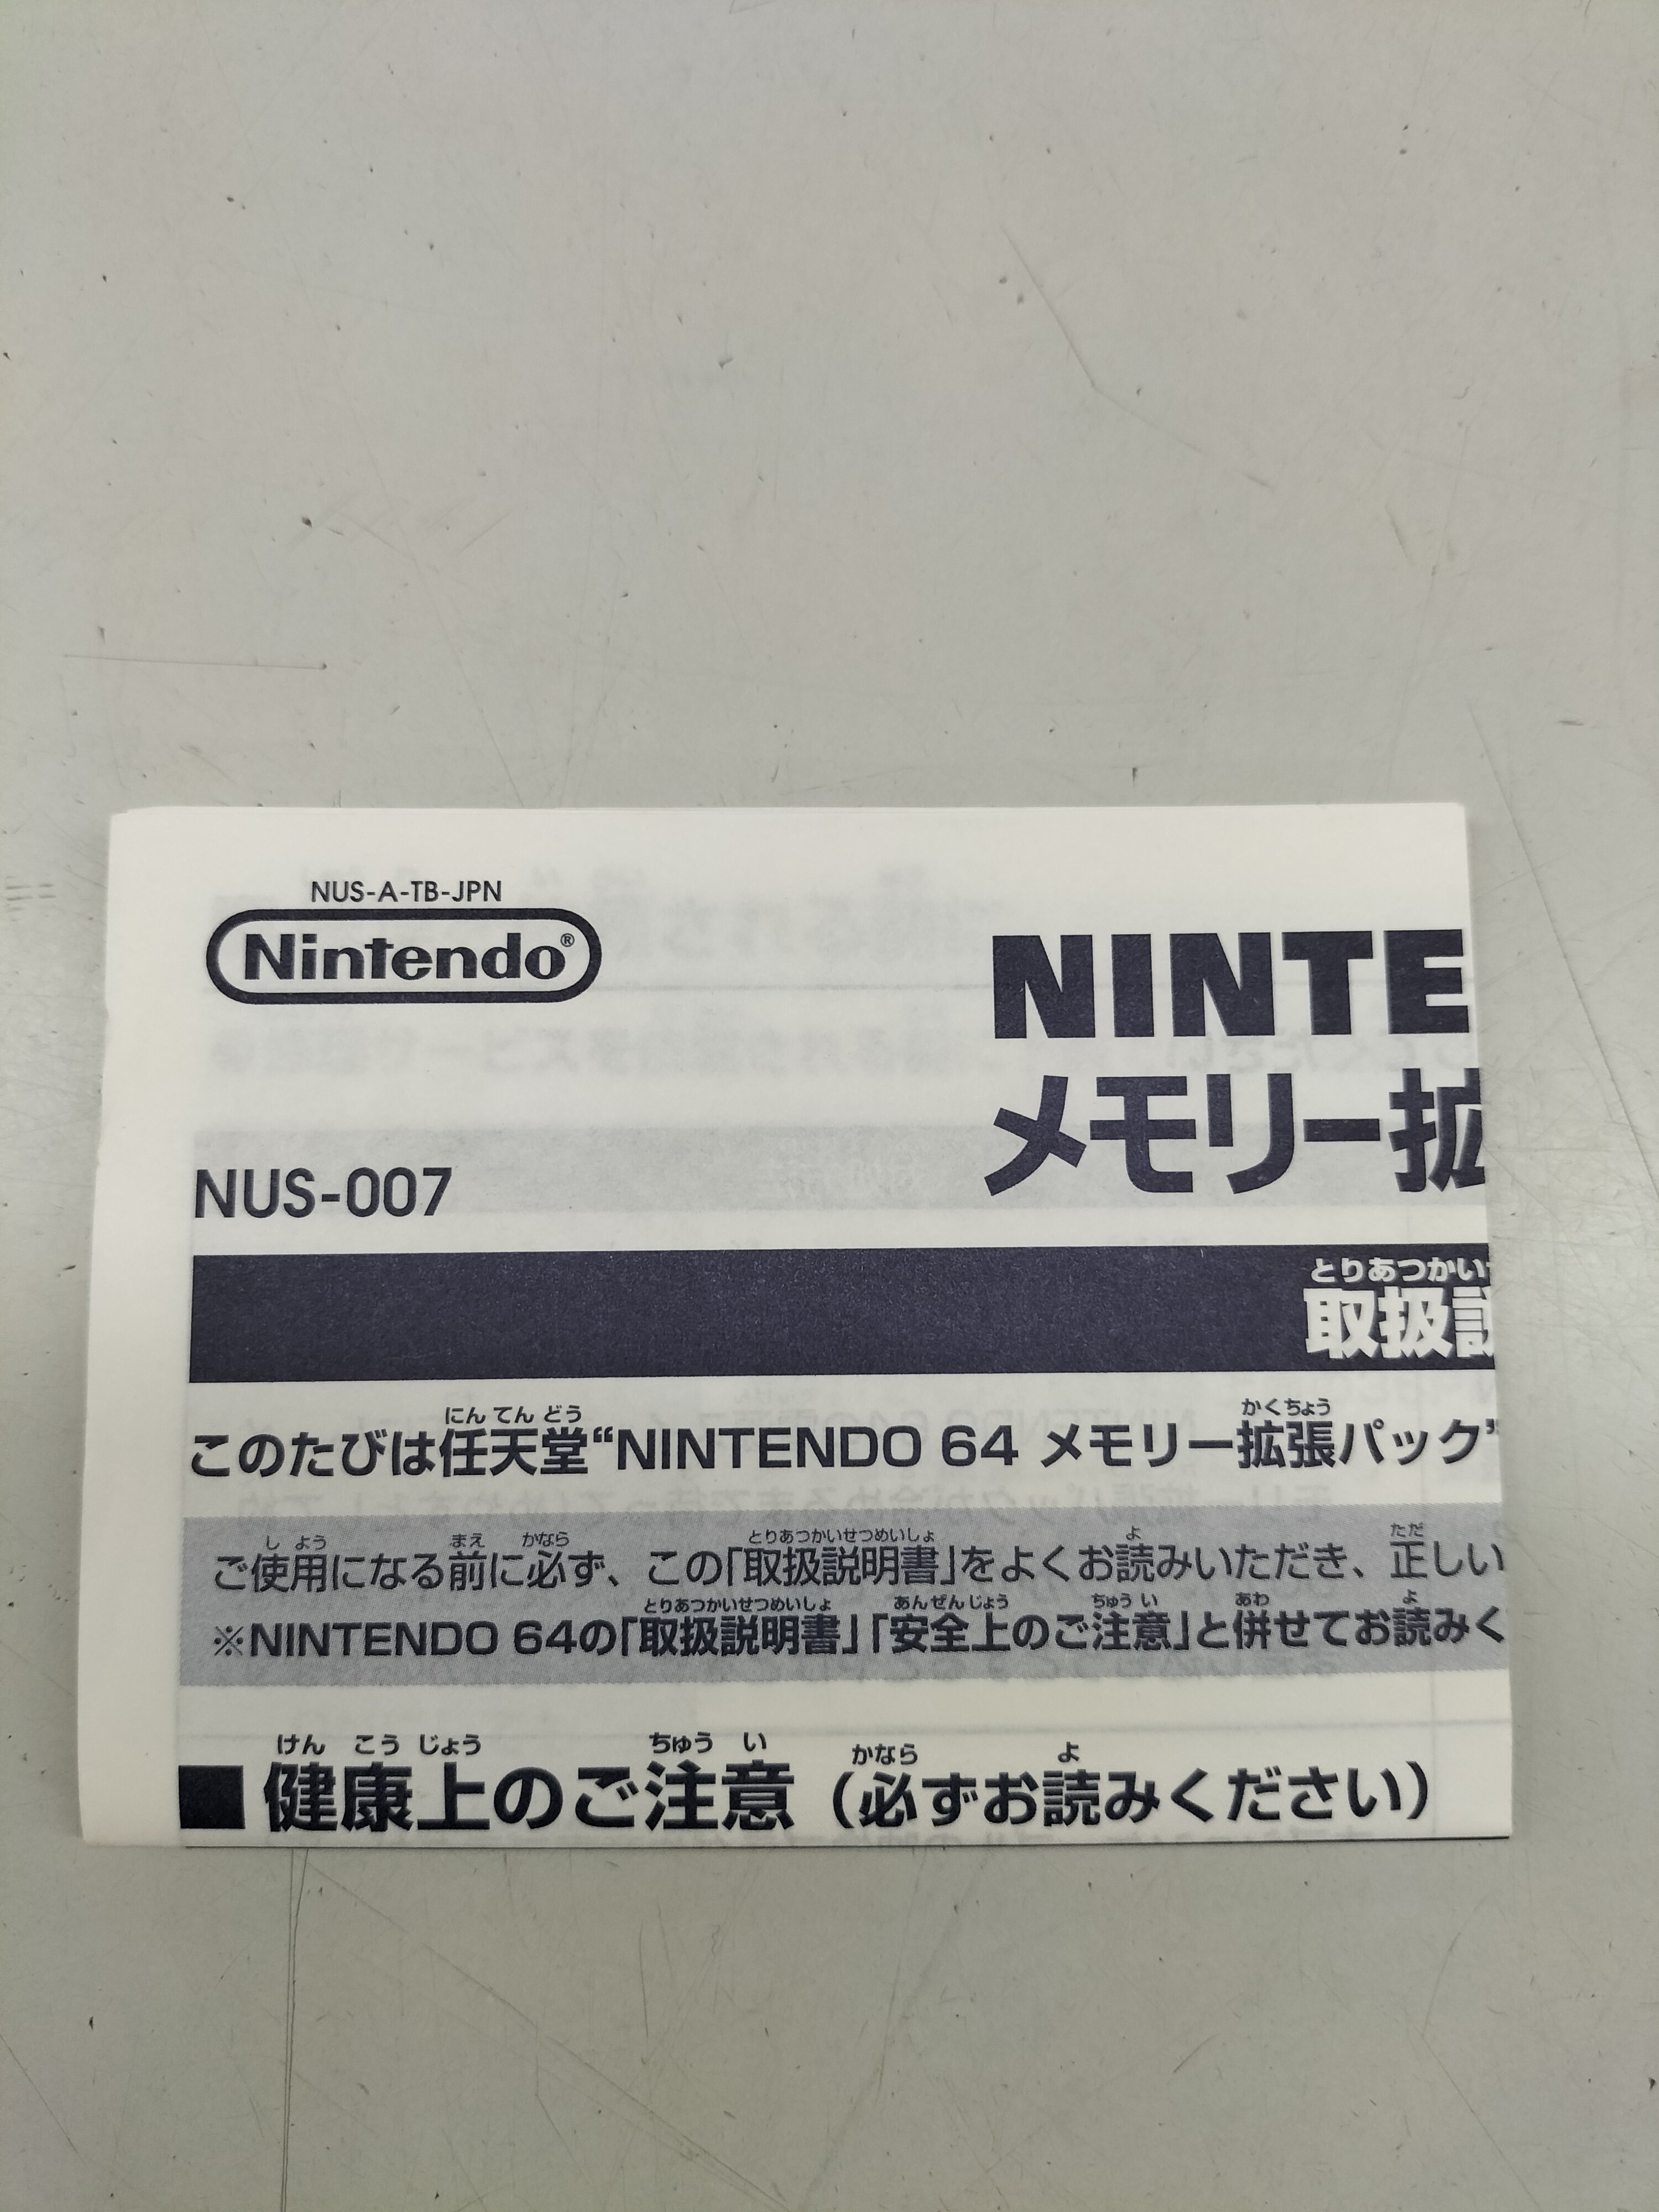 NUS-A-TB-JPN
Nintendo®
NINTE
メモリー拡
NUS-007
とりあつかい
取扱説
にん てん どう かくちょう
このたびは任天堂“NINTENDO 64 メモリー拡張パック”
し よう まえ かなら とりあつかいせつめいしょ よ ただ
ご使用になる前に必ず、この「取扱説明書」をよくお読みいただき、正しい
とりあつかいせつめいしょ あんぜんじょう ちゅう い あわ よ
※NINTENDO 64の「取扱説明書」「安全上のご注意」と併せてお読みく
けん こう じょう ちゅう い かなら よ
■健康上のご注意（必ずお読みください）